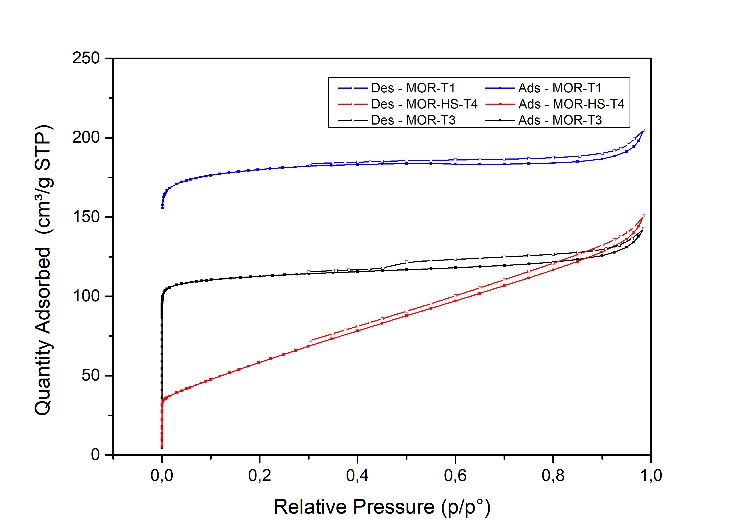 250
200
150
100
50
0
Quantity Adsorbed (cm³/g STP)
Des - MOR-T1 Ads - MOR-T1
Des - MOR-HS-T4 Ads - MOR-HS-T4
Des - MOR-T3 Ads - MOR-T3
0,0 0,2 0,4 0,6 0,8 1,0
Relative Pressure (p/p°)